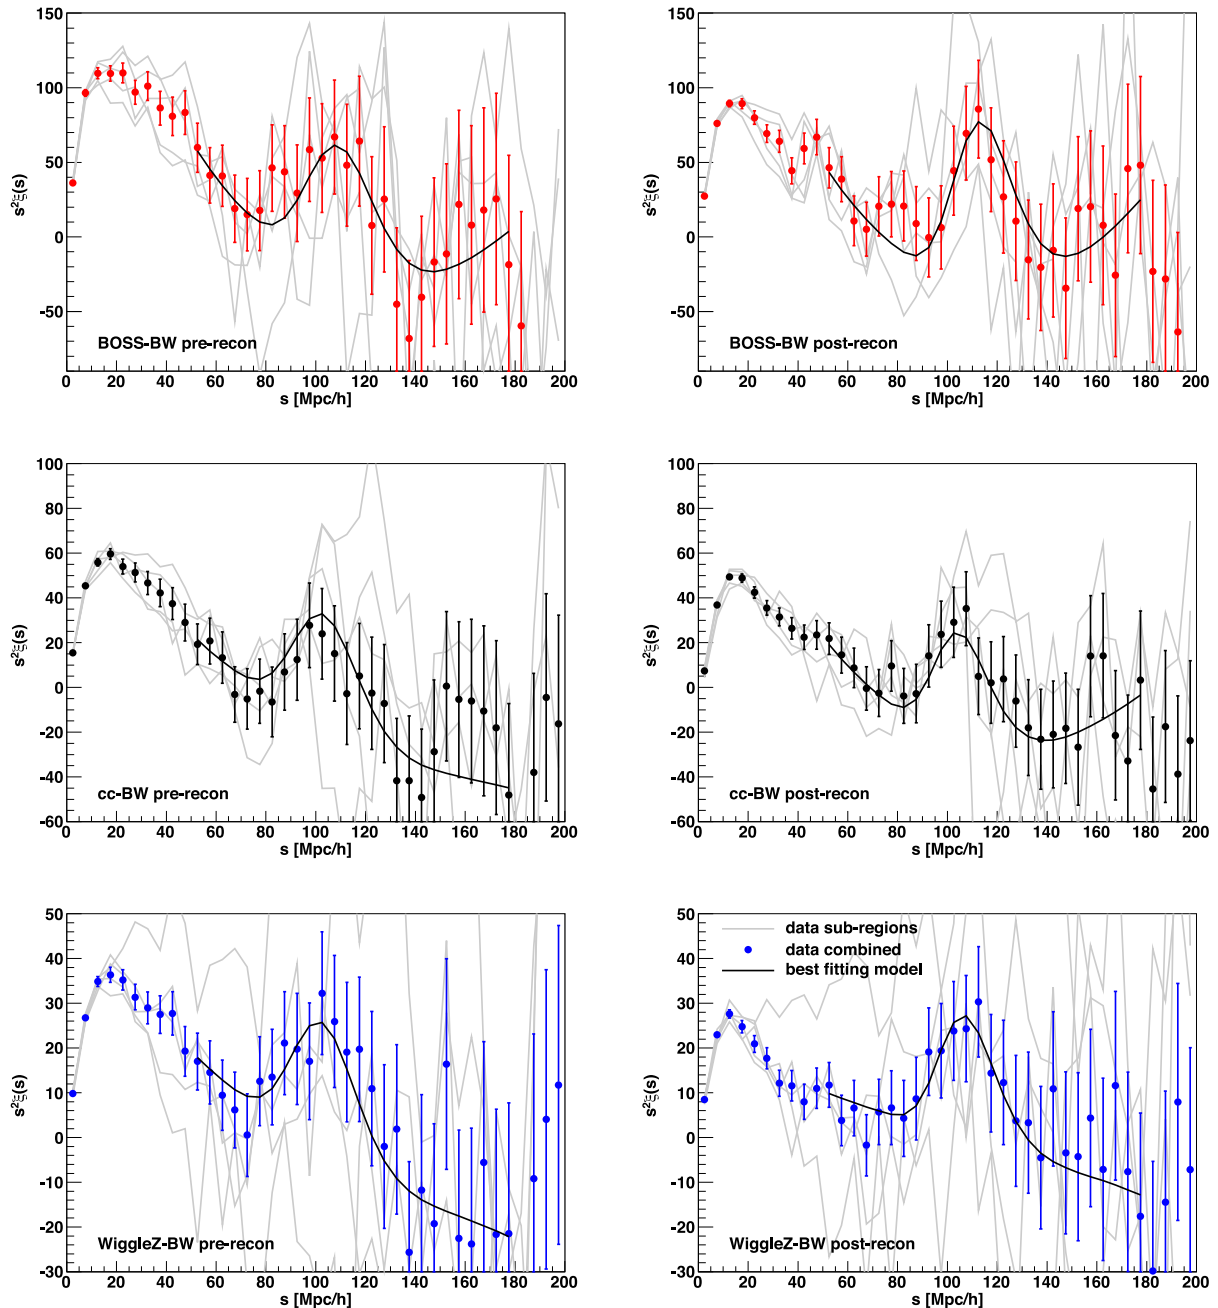 150
100
50
0
-50
s²ξ(s)
BOSS-BW pre-recon
0 20 40 60 80 100 120 140 160 180 200
s [Mpc/h]
150
100
50
0
-50
s²ξ(s)
BOSS-BW post-recon
0 20 40 60 80 100 120 140 160 180 200
s [Mpc/h]
100
80
60
40
20
0
-20
-40
-60
s²ξ(s)
cc-BW pre-recon
0 20 40 60 80 100 120 140 160 180 200
s [Mpc/h]
100
80
60
40
20
0
-20
-40
-60
s²ξ(s)
cc-BW post-recon
0 20 40 60 80 100 120 140 160 180 200
s [Mpc/h]
50
40
30
20
10
0
-10
-20
-30
s²ξ(s)
WiggleZ-BW pre-recon
0 20 40 60 80 100 120 140 160 180 200
s [Mpc/h]
50
40
30
20
10
0
-10
-20
-30
s²ξ(s)
data sub-regions
data combined
best fitting model
WiggleZ-BW post-recon
0 20 40 60 80 100 120 140 160 180 200
s [Mpc/h]